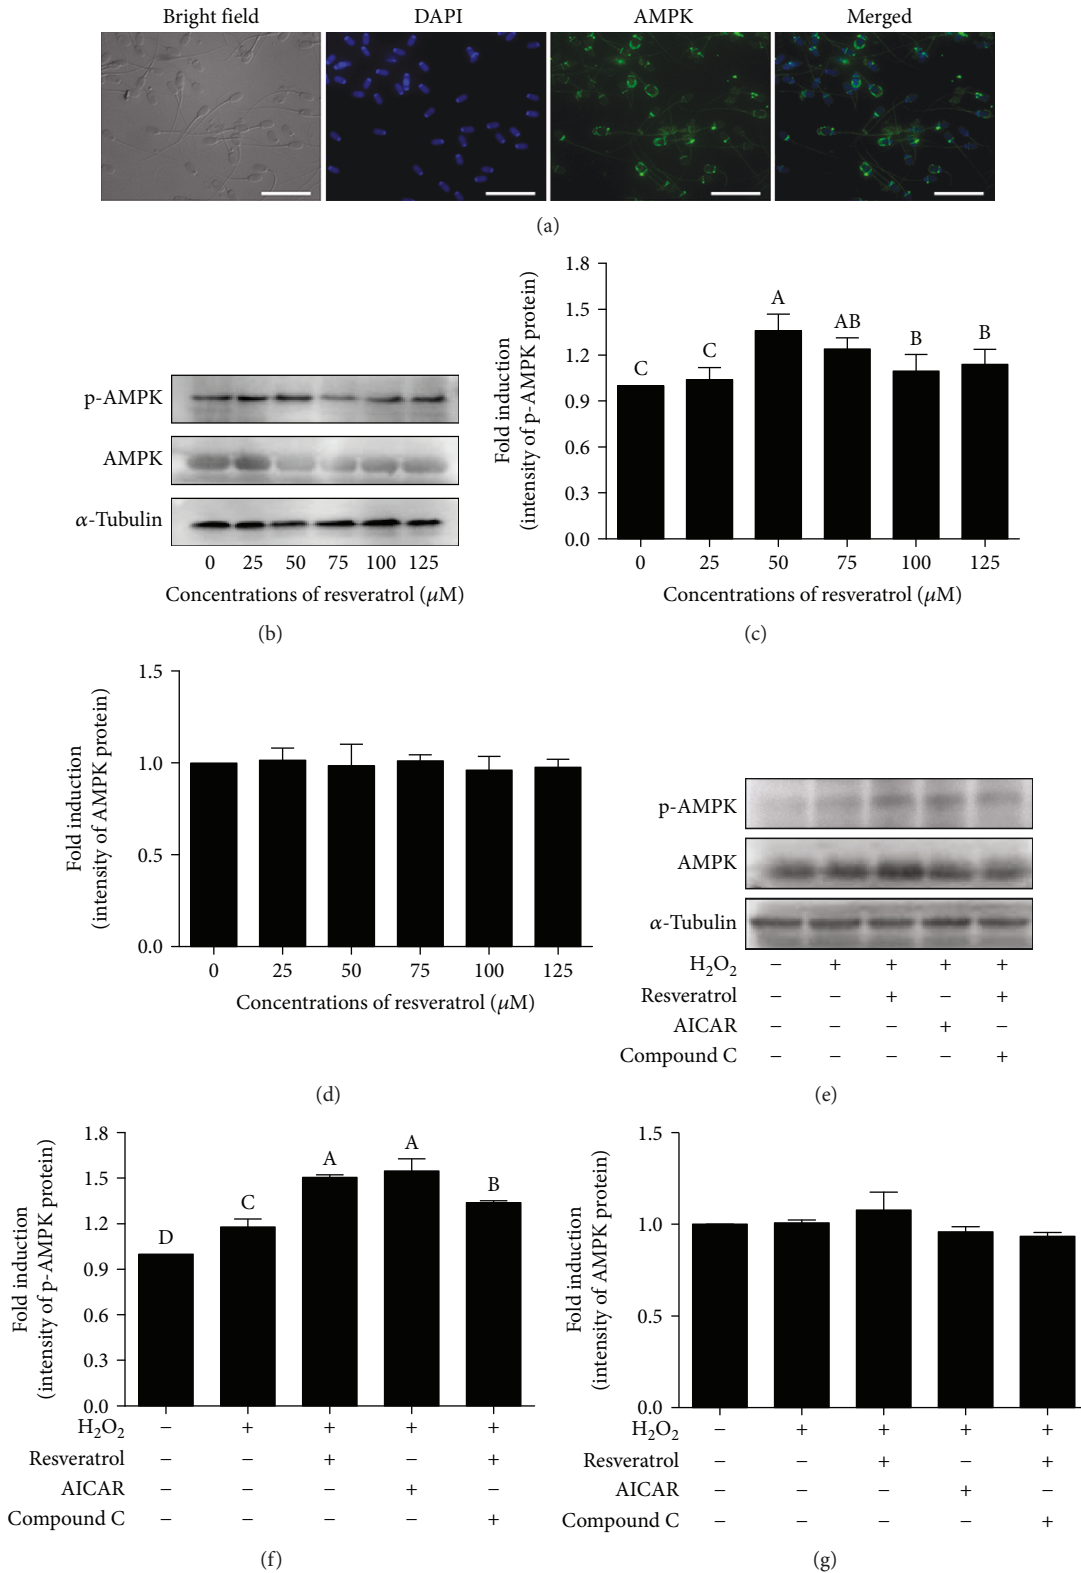 Bright field DAPI AMPK Merged
(a)
p-AMPK
AMPK
α-Tubulin
0 25 50 75 100 125
Concentrations of resveratrol (μM)
(b)
Fold induction
(intensity of p-AMPK protein)
1.8
1.5
1.2
0.9
0.6
0.3
0.0
C C A AB B B
0 25 50 75 100 125
Concentrations of resveratrol (μM)
(c)
Fold induction
(intensity of AMPK protein)
1.5
1.0
0.5
0.0
0 25 50 75 100 125
Concentrations of resveratrol (μM)
(d)
p-AMPK
AMPK
α-Tubulin
H₂O₂ − + + + +
Resveratrol − − + − +
AICAR − − − + −
Compound C − − − − +
(e)
Fold induction
(intensity of p-AMPK protein)
1.8
1.5
1.2
0.9
0.6
0.3
0.0
D C A A B
H₂O₂ − + + + +
Resveratrol − − + − +
AICAR − − − + −
Compound C − − − − +
(f)
Fold induction
(intensity of AMPK protein)
1.5
1.0
0.5
0.0
H₂O₂ − + + + +
Resveratrol − − + − +
AICAR − − − + −
Compound C − − − − +
(g)